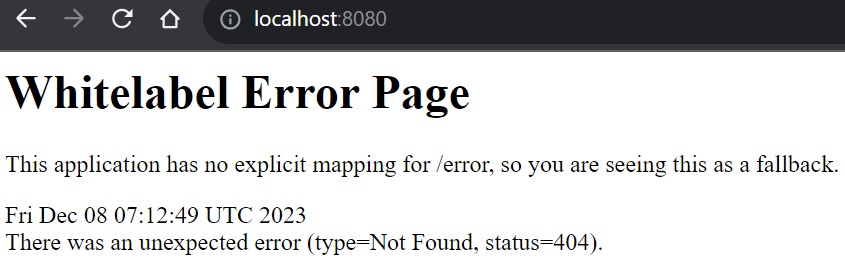 localhost:8080
Whitelabel Error Page
This application has no explicit mapping for /error, so you are seeing this as a fallback.
Fri Dec 08 07:12:49 UTC 2023
There was an unexpected error (type=Not Found, status=404).